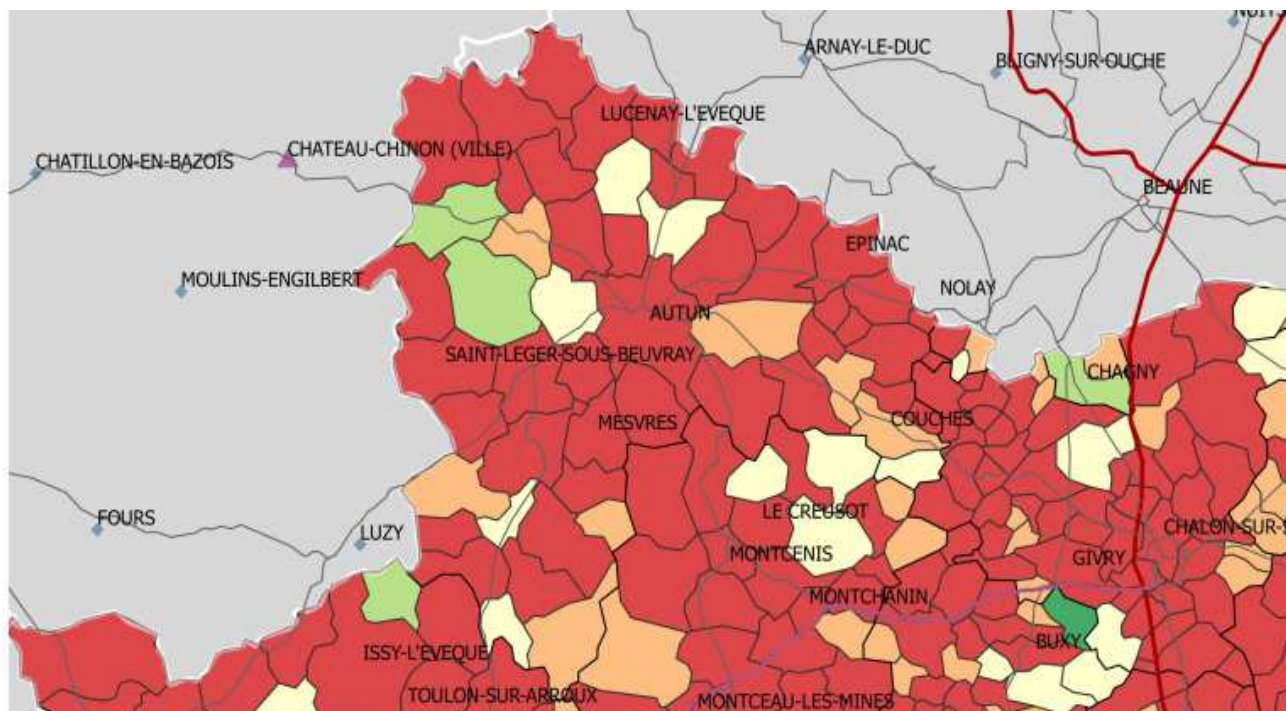 NUITS
ARNAY-LE-DUC
BLIGNY-SUR-OUCHE
LUCENAY-L'EVEQUE
CHATEAU-CHINON (VILLE)
CHATILLON-EN-BAZOIS
BEAUNE
EPINAC
MOULINS-ENGILBERT
NOLAY
AUTUN
SAINT-LEGER-SOUS-BEUVRAY
CHAGNY
MESVRES
COUCHES
LE CREUSOT
FOURS
CHALON-SUR-S
LUZY
MONTCENIS
GIVRY
MONTCHANIN
BUXY
ISSY-L'EVEQUE
TOULON-SUR-ARROUX
MONTCEAU-LES-MINES